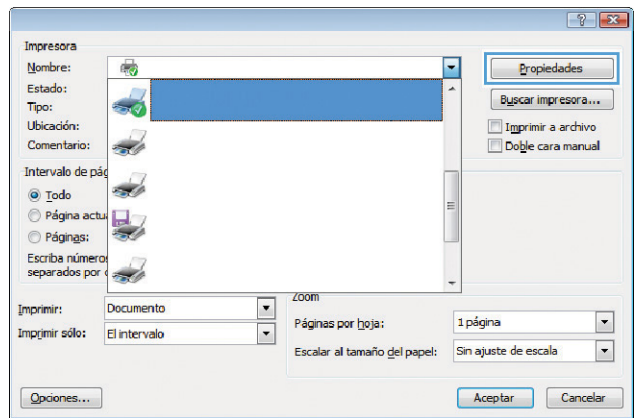 Impresora
Nombre:
Propiedades
Estado:
Tipo:
Buscar impresora...
Ubicación:
Imprimir a archivo
Comentario:
Doble cara manual
Intervalo de pág
Todo
Página actu
Páginas:
Escriba número
separados por
Zoom
Imprimir: Documento
Páginas por hoja: 1 página
Imprimir sólo: El intervalo
Escalar al tamaño del papel: Sin ajuste de escala
Opciones...
Aceptar
Cancelar